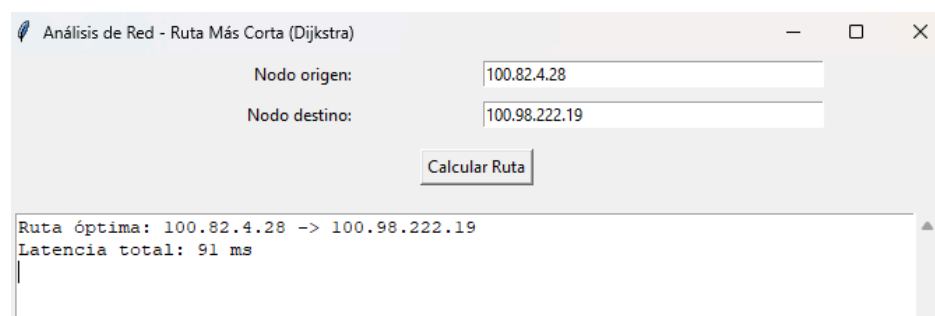 Análisis de Red - Ruta Más Corta (Dijkstra)
Nodo origen: 100.82.4.28
Nodo destino: 100.98.222.19
Calcular Ruta
Ruta óptima: 100.82.4.28 -> 100.98.222.19
Latencia total: 91 ms